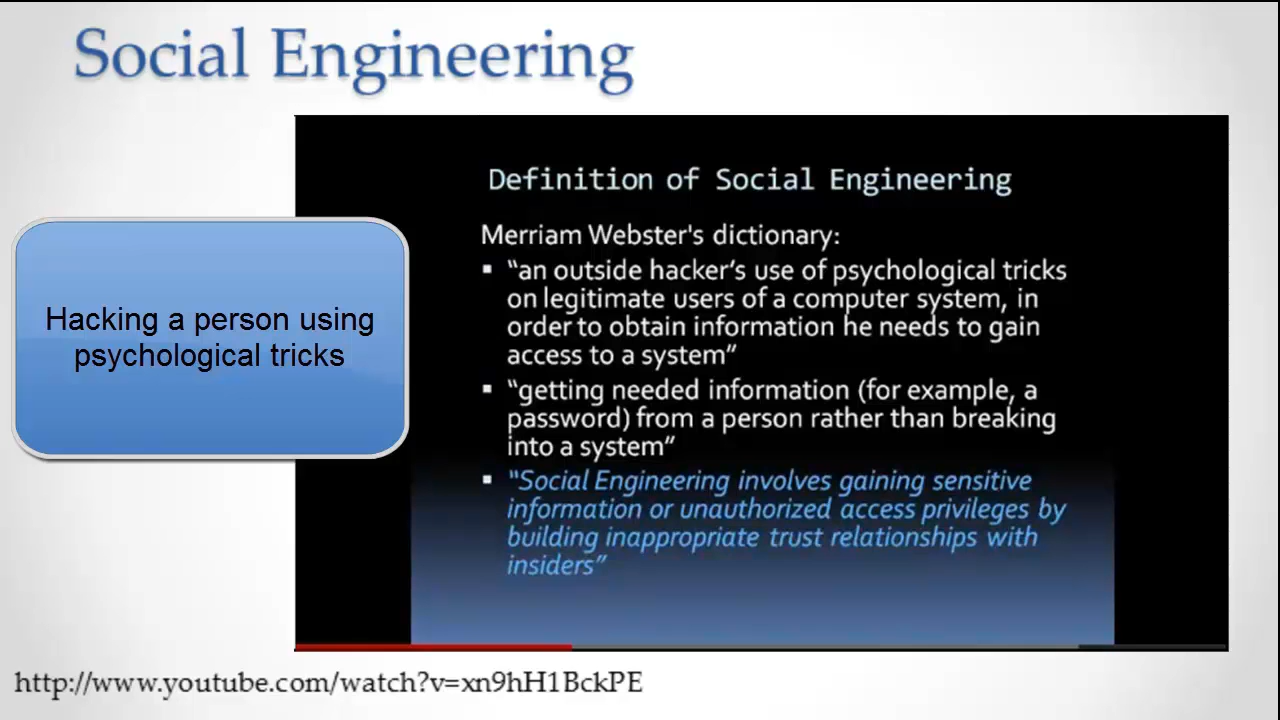 Social Engineering
Definition of Social Engineering
Merriam Webster's dictionary:
▪ “an outside hacker’s use of psychological tricks
on legitimate users of a computer system, in
order to obtain information he needs to gain
access to a system”
▪ “getting needed information (for example, a
password) from a person rather than breaking
into a system”
▪ “Social Engineering involves gaining sensitive
information or unauthorized access privileges by
building inappropriate trust relationships with
insiders”
Hacking a person using
psychological tricks
http://www.youtube.com/watch?v=xn9hH1BckPE